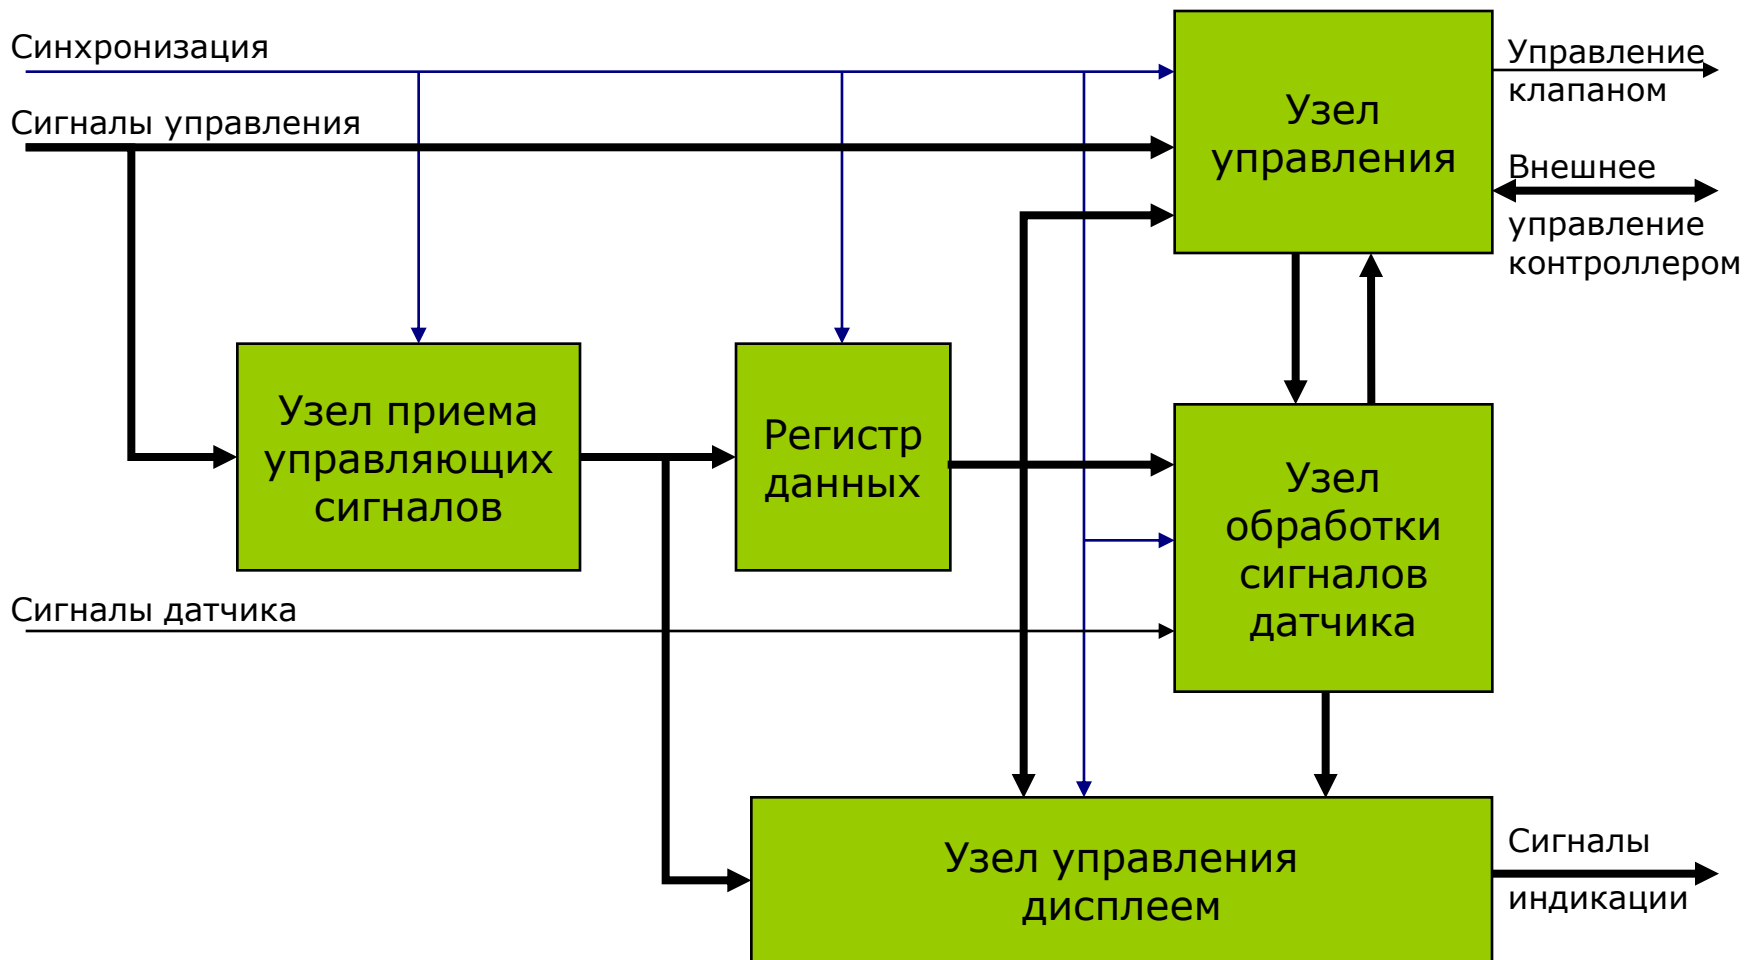 Синхронизация
Сигналы управления
Узел
управления
Управление
клапаном
Внешнее
управление
контроллером
Узел приема
управляющих
сигналов
Регистр
данных
Узел
обработки
сигналов
датчика
Сигналы датчика
Узел управления
дисплеем
Сигналы
индикации